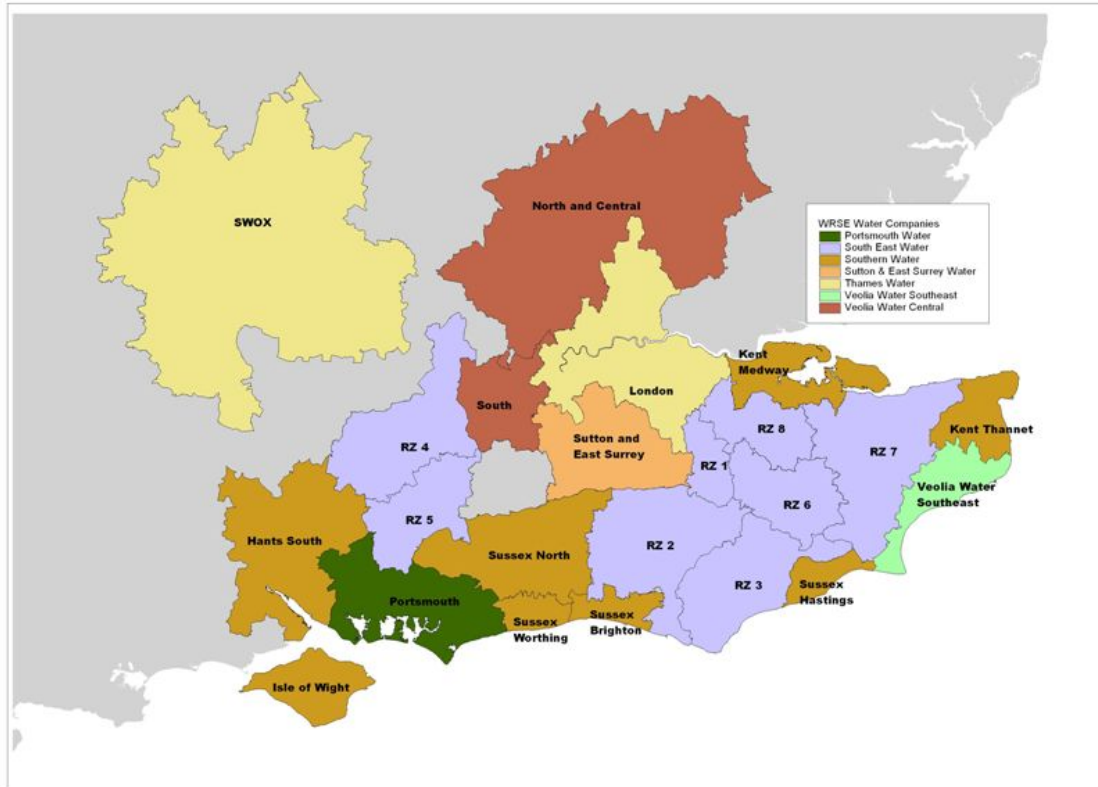 SWOX
North and Central
WRSE Water Companies
Portsmouth Water
South East Water
Southern Water
Sutton & East Surrey Water
Thames Water
Veolia Water Southeast
Veolia Water Central
Kent
Medway
London
South
RZ 4
Sutton and
East Surrey
RZ 8
RZ 1
RZ 7
Kent Thannet
Veolia Water
Southeast
RZ 6
RZ 5
Hants South
Sussex North
RZ 2
RZ 3
Sussex
Hastings
Portsmouth
Sussex
Worthing
Sussex
Brighton
Isle of Wight